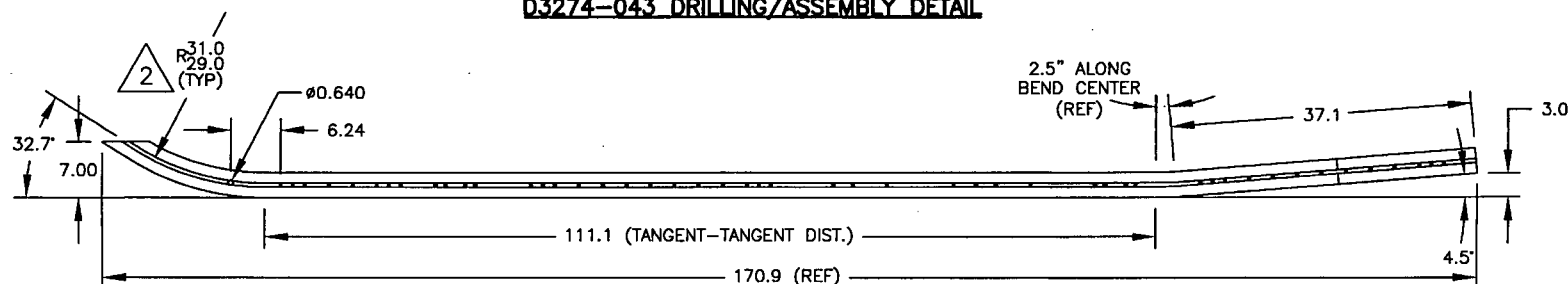 D3274-043 DRILLING/ASSEMBLY DETAIL
2
R31.0
29.0
(TYP)
ø0.640
6.24
2.5" ALONG
BEND CENTER
(REF)
37.1
3.0
32.7°
7.00
111.1 (TANGENT-TANGENT DIST.)
4.5°
170.9 (REF)